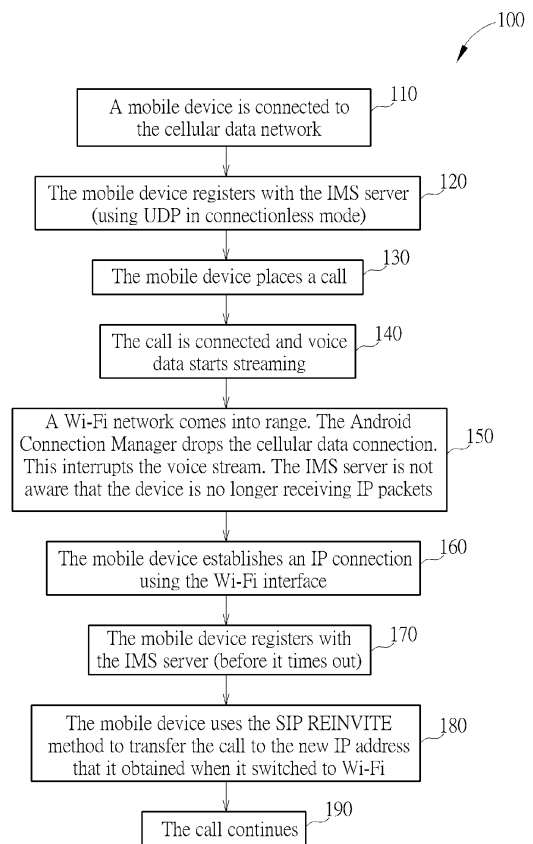 100
110
A mobile device is connected to
the cellular data network
120
The mobile device registers with the IMS server
(using UDP in connectionless mode)
130
The mobile device places a call
140
The call is connected and voice
data starts streaming
150
A Wi-Fi network comes into range. The Android
Connection Manager drops the cellular data connection.
This interrupts the voice stream. The IMS server is not
aware that the device is no longer receiving IP packets
160
The mobile device establishes an IP connection
using the Wi-Fi interface
170
The mobile device registers with
the IMS server (before it times out)
180
The mobile device uses the SIP REINVITE
method to transfer the call to the new IP address
that it obtained when it switched to Wi-Fi
190
The call continues